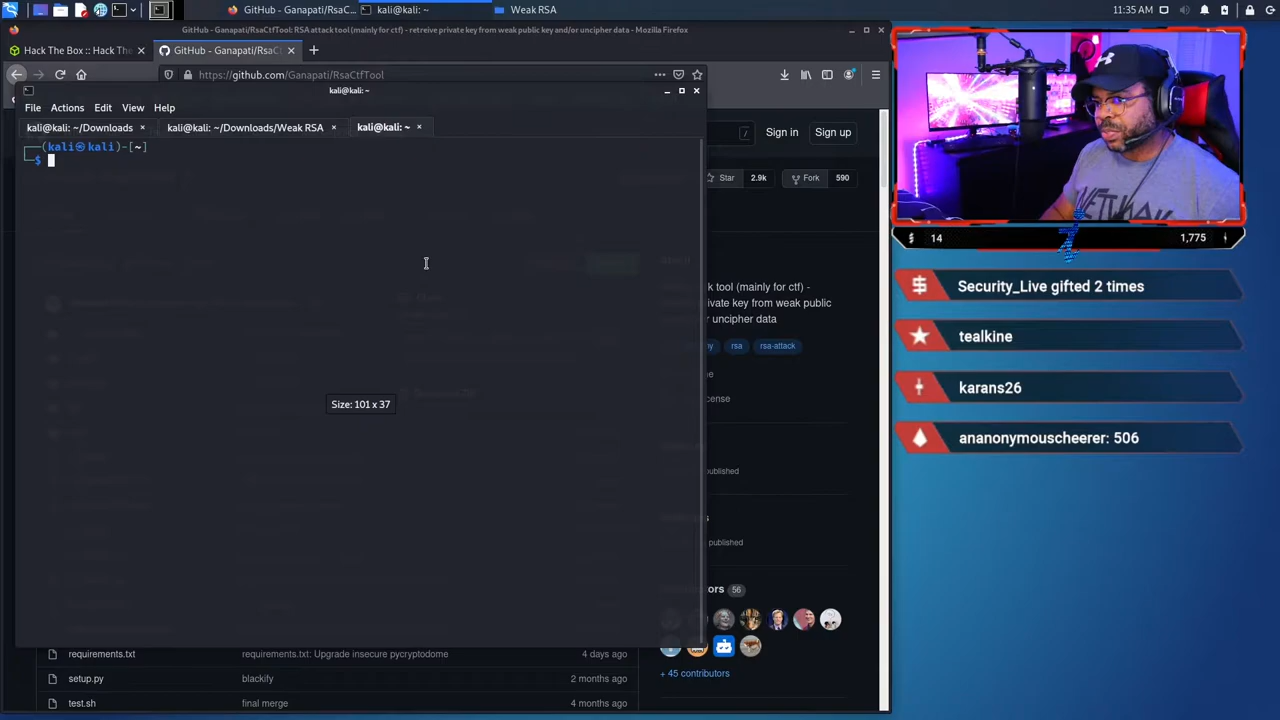 GitHub - Ganapati/RsaC...
kali@kali: ~
Weak RSA
11:35 AM
GitHub - Ganapati/RsaCtfTool: RSA attack tool (mainly for ctf) - retreive private key from weak public key and/or uncipher data - Mozilla Firefox
Hack The Box :: Hack The
GitHub - Ganapati/RsaCt
https://github.com/Ganapati/RsaCtfTool
kali@kali: ~
File Actions Edit View Help
kali@kali: ~/Downloads
kali@kali: ~/Downloads/Weak RSA
kali@kali: ~
(kali㉿kali)-[~]
$
Sign in
Sign up
Star
2.9k
Fork
590
k tool (mainly for ctf) -
rivate key from weak public
r uncipher data
rsa
rsa-attack
Size: 101 x 37
published
published
56
+ 45 contributors
requirements.txt
requirements.txt: Upgrade insecure pycryptodome
4 days ago
setup.py
blackify
2 months ago
test.sh
final merge
4 months ago
14
1,775
Security_Live gifted 2 times
tealkine
karans26
ananonymouscheerer: 506